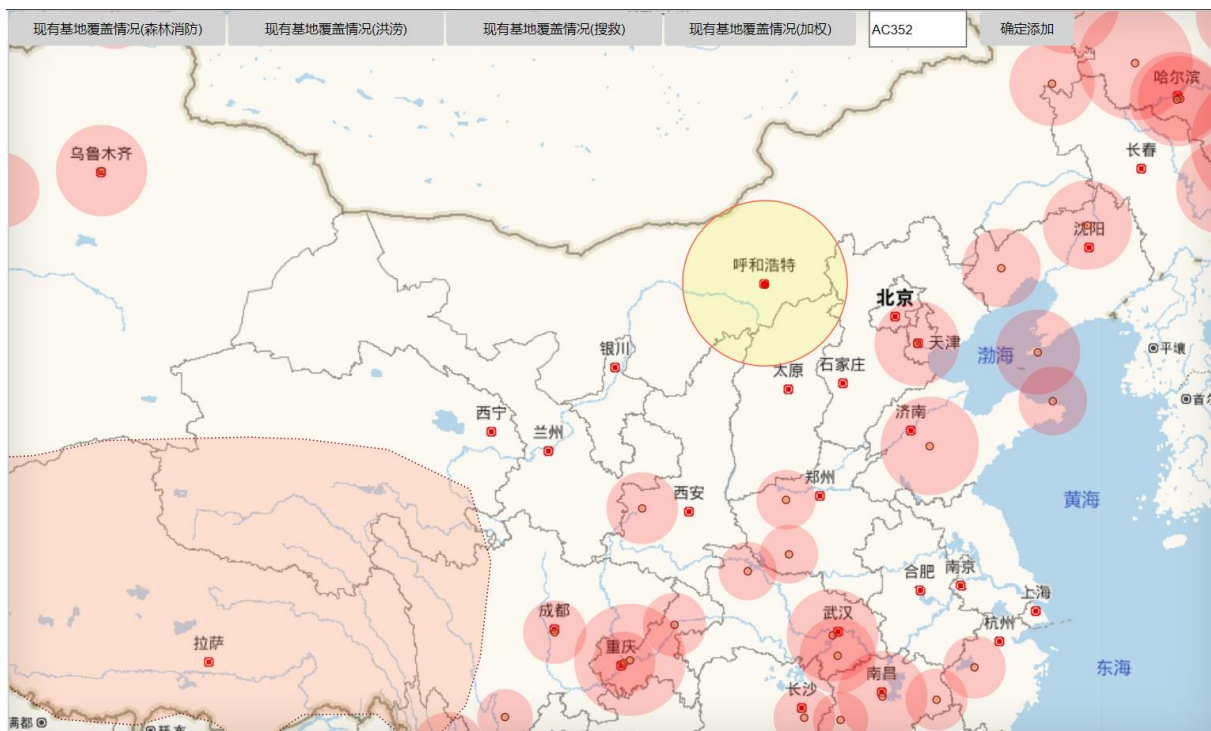 现有基地覆盖情况(森林消防)
现有基地覆盖情况(洪涝)
现有基地覆盖情况(搜救)
现有基地覆盖情况(加权)
AC352
确定添加
哈尔滨
乌鲁木齐
长春
沈阳
呼和浩特
北京
天津
渤海
平壤
银川
太原
石家庄
西宁
兰州
济南
西安
郑州
黄海
合肥
南京
上海
成都
武汉
杭州
拉萨
重庆
南昌
东海
长沙
满都